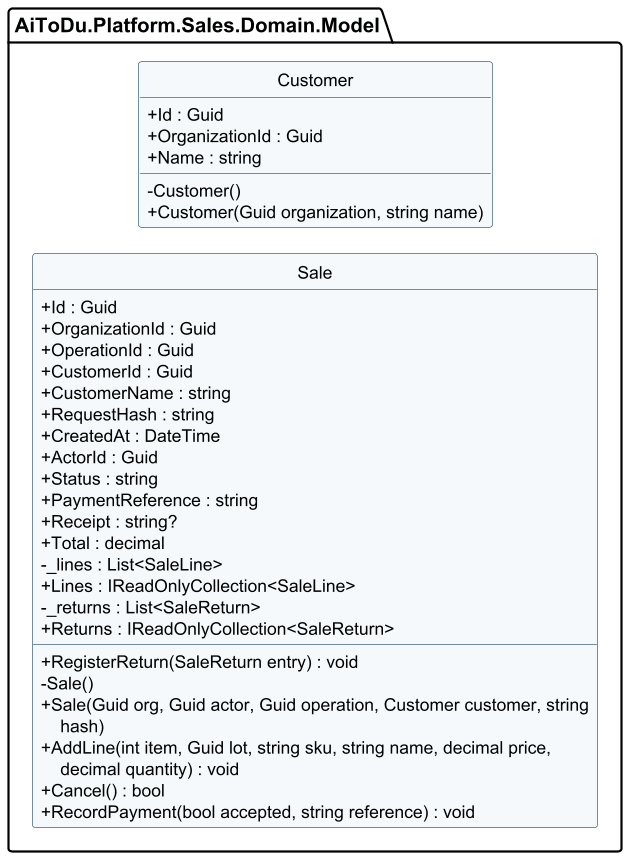 AiToDu.Platform.Sales.Domain.Model
Customer
+Id : Guid
+OrganizationId : Guid
+Name : string
-Customer()
+Customer(Guid organization, string name)
Sale
+Id : Guid
+OrganizationId : Guid
+OperationId : Guid
+CustomerId : Guid
+CustomerName : string
+RequestHash : string
+CreatedAt : DateTime
+ActorId : Guid
+Status : string
+PaymentReference : string
+Receipt : string?
+Total : decimal
-_lines : List<SaleLine>
+Lines : IReadOnlyCollection<SaleLine>
-_returns : List<SaleReturn>
+Returns : IReadOnlyCollection<SaleReturn>
+RegisterReturn(SaleReturn entry) : void
-Sale()
+Sale(Guid org, Guid actor, Guid operation, Customer customer, string
hash)
+AddLine(int item, Guid lot, string sku, string name, decimal price,
decimal quantity) : void
+Cancel() : bool
+RecordPayment(bool accepted, string reference) : void